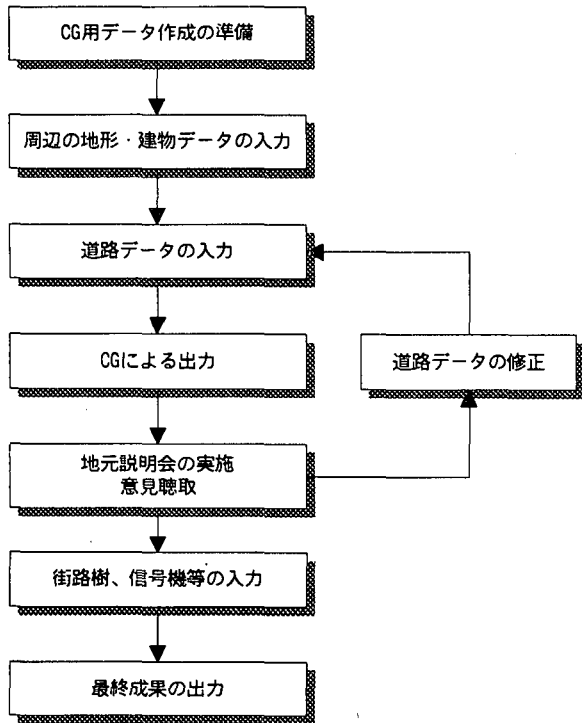 CG用データ作成の準備
周辺の地形・建物データの入力
道路データの入力
CGによる出力
道路データの修正
地元説明会の実施
意見聴取
街路樹、信号機等の入力
最終成果の出力